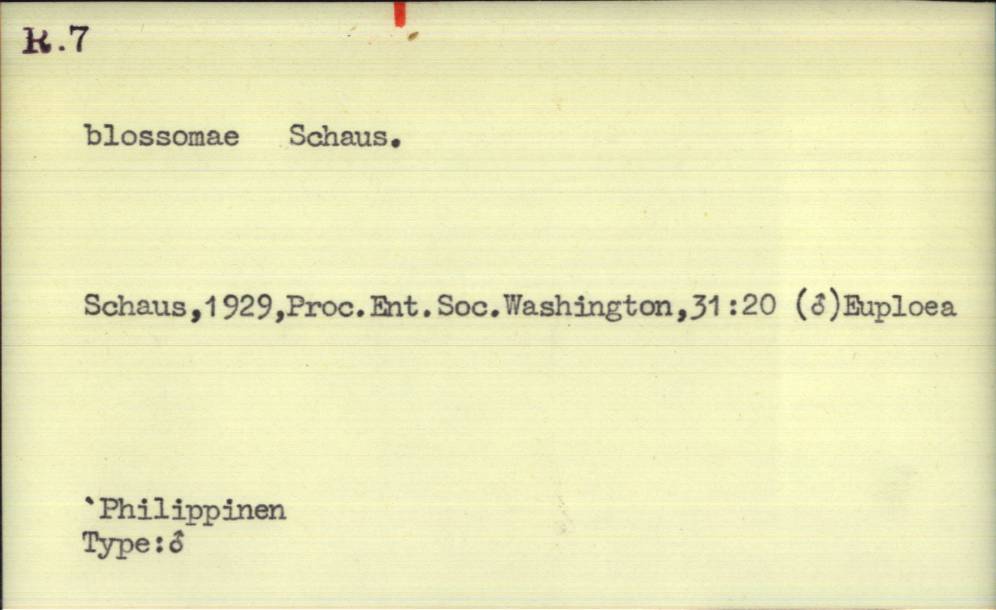 R.7
blossomae Schaus.
Schaus,1929,Proc.Ent.Soc.Washington,31:20 (♂)Euploea
`Philippinen
Type:♂